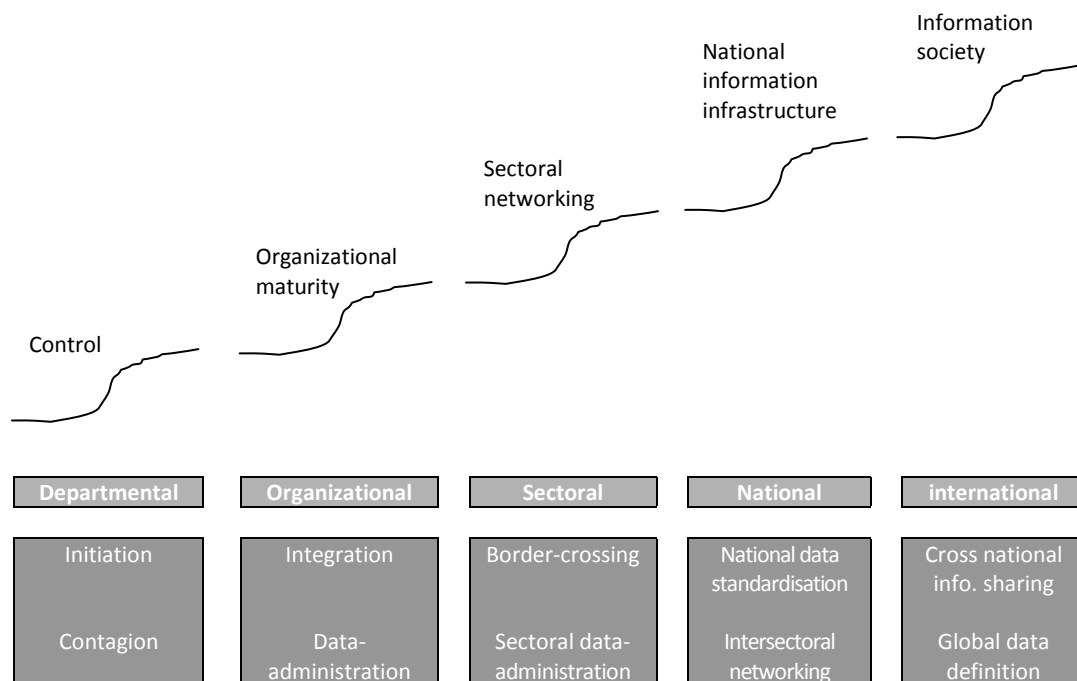 Information
society
National
information
infrastructure
Sectoral
networking
Organizational
maturity
Control
Departmental
Organizational
Sectoral
National
international
Initiation
Integration
Border-crossing
National data
standardisation
Cross national
info. sharing
Contagion
Data-
administration
Sectoral data-
administration
Intersectoral
networking
Global data
definition